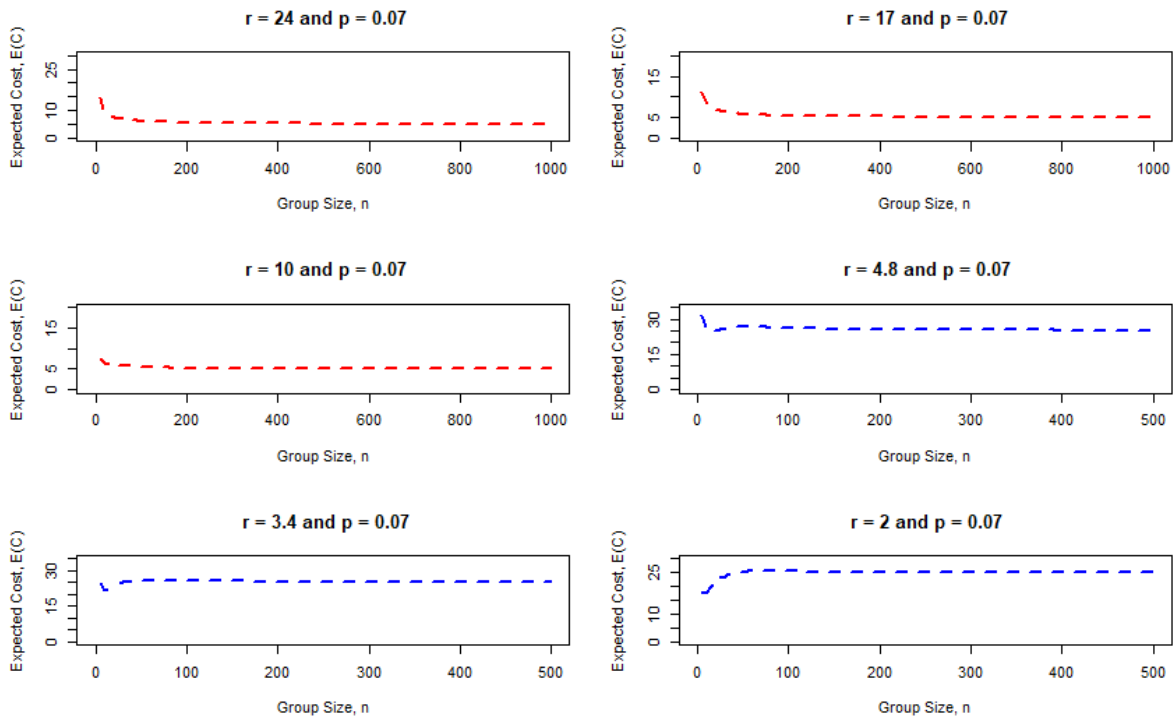 r = 24 and p = 0.07
Expected Cost, E(C)
0 10 25
0 200 400 600 800 1000
Group Size, n
r = 17 and p = 0.07
Expected Cost, E(C)
0 5 15
0 200 400 600 800 1000
Group Size, n
r = 10 and p = 0.07
Expected Cost, E(C)
0 5 15
0 200 400 600 800 1000
Group Size, n
r = 4.8 and p = 0.07
Expected Cost, E(C)
0 15 30
0 100 200 300 400 500
Group Size, n
r = 3.4 and p = 0.07
Expected Cost, E(C)
0 15 30
0 100 200 300 400 500
Group Size, n
r = 2 and p = 0.07
Expected Cost, E(C)
0 10 25
0 100 200 300 400 500
Group Size, n